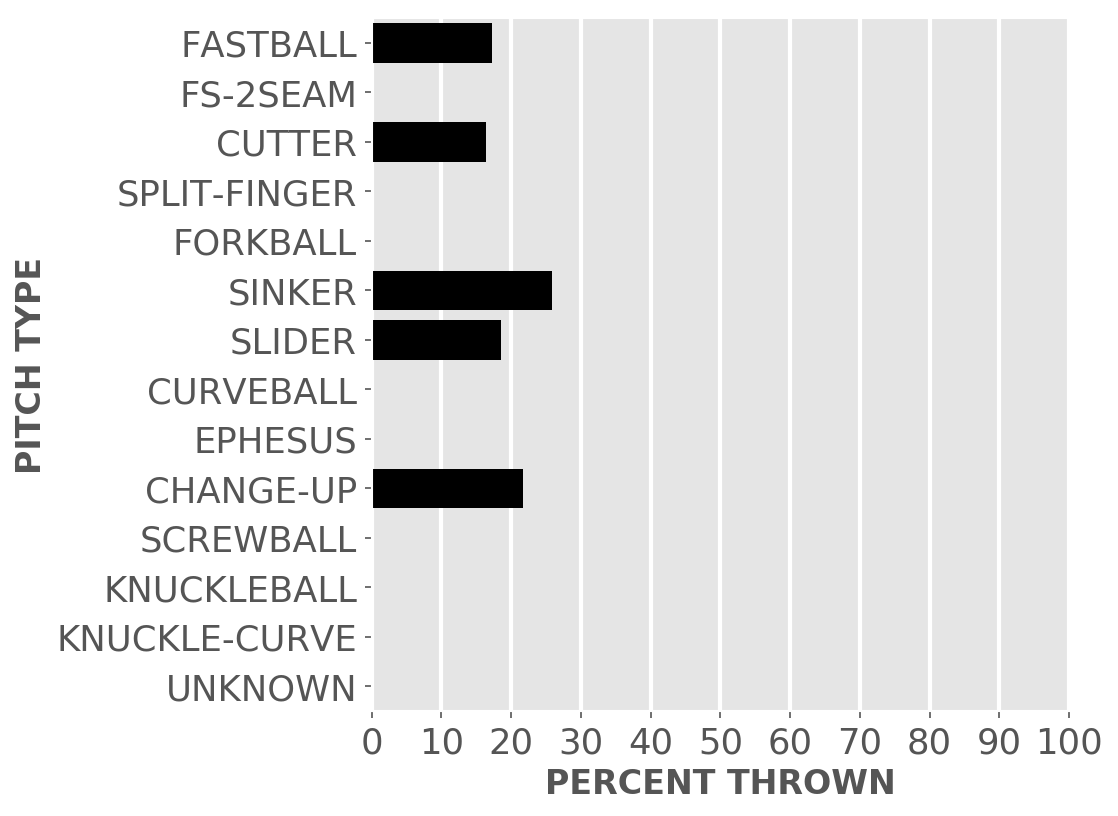 FASTBALL
FS-2SEAM
CUTTER
SPLIT-FINGER
FORKBALL
SINKER
SLIDER
CURVEBALL
EPHESUS
CHANGE-UP
SCREWBALL
KNUCKLEBALL
KNUCKLE-CURVE
UNKNOWN
PITCH TYPE
0 10 20 30 40 50 60 70 80 90 100
PERCENT THROWN